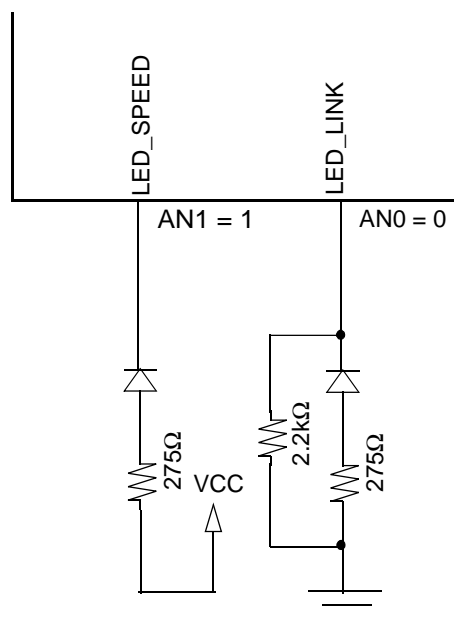 LED_SPEED
LED_LINK
AN1 = 1
AN0 = 0
2.2kΩ
275Ω
275Ω
VCC